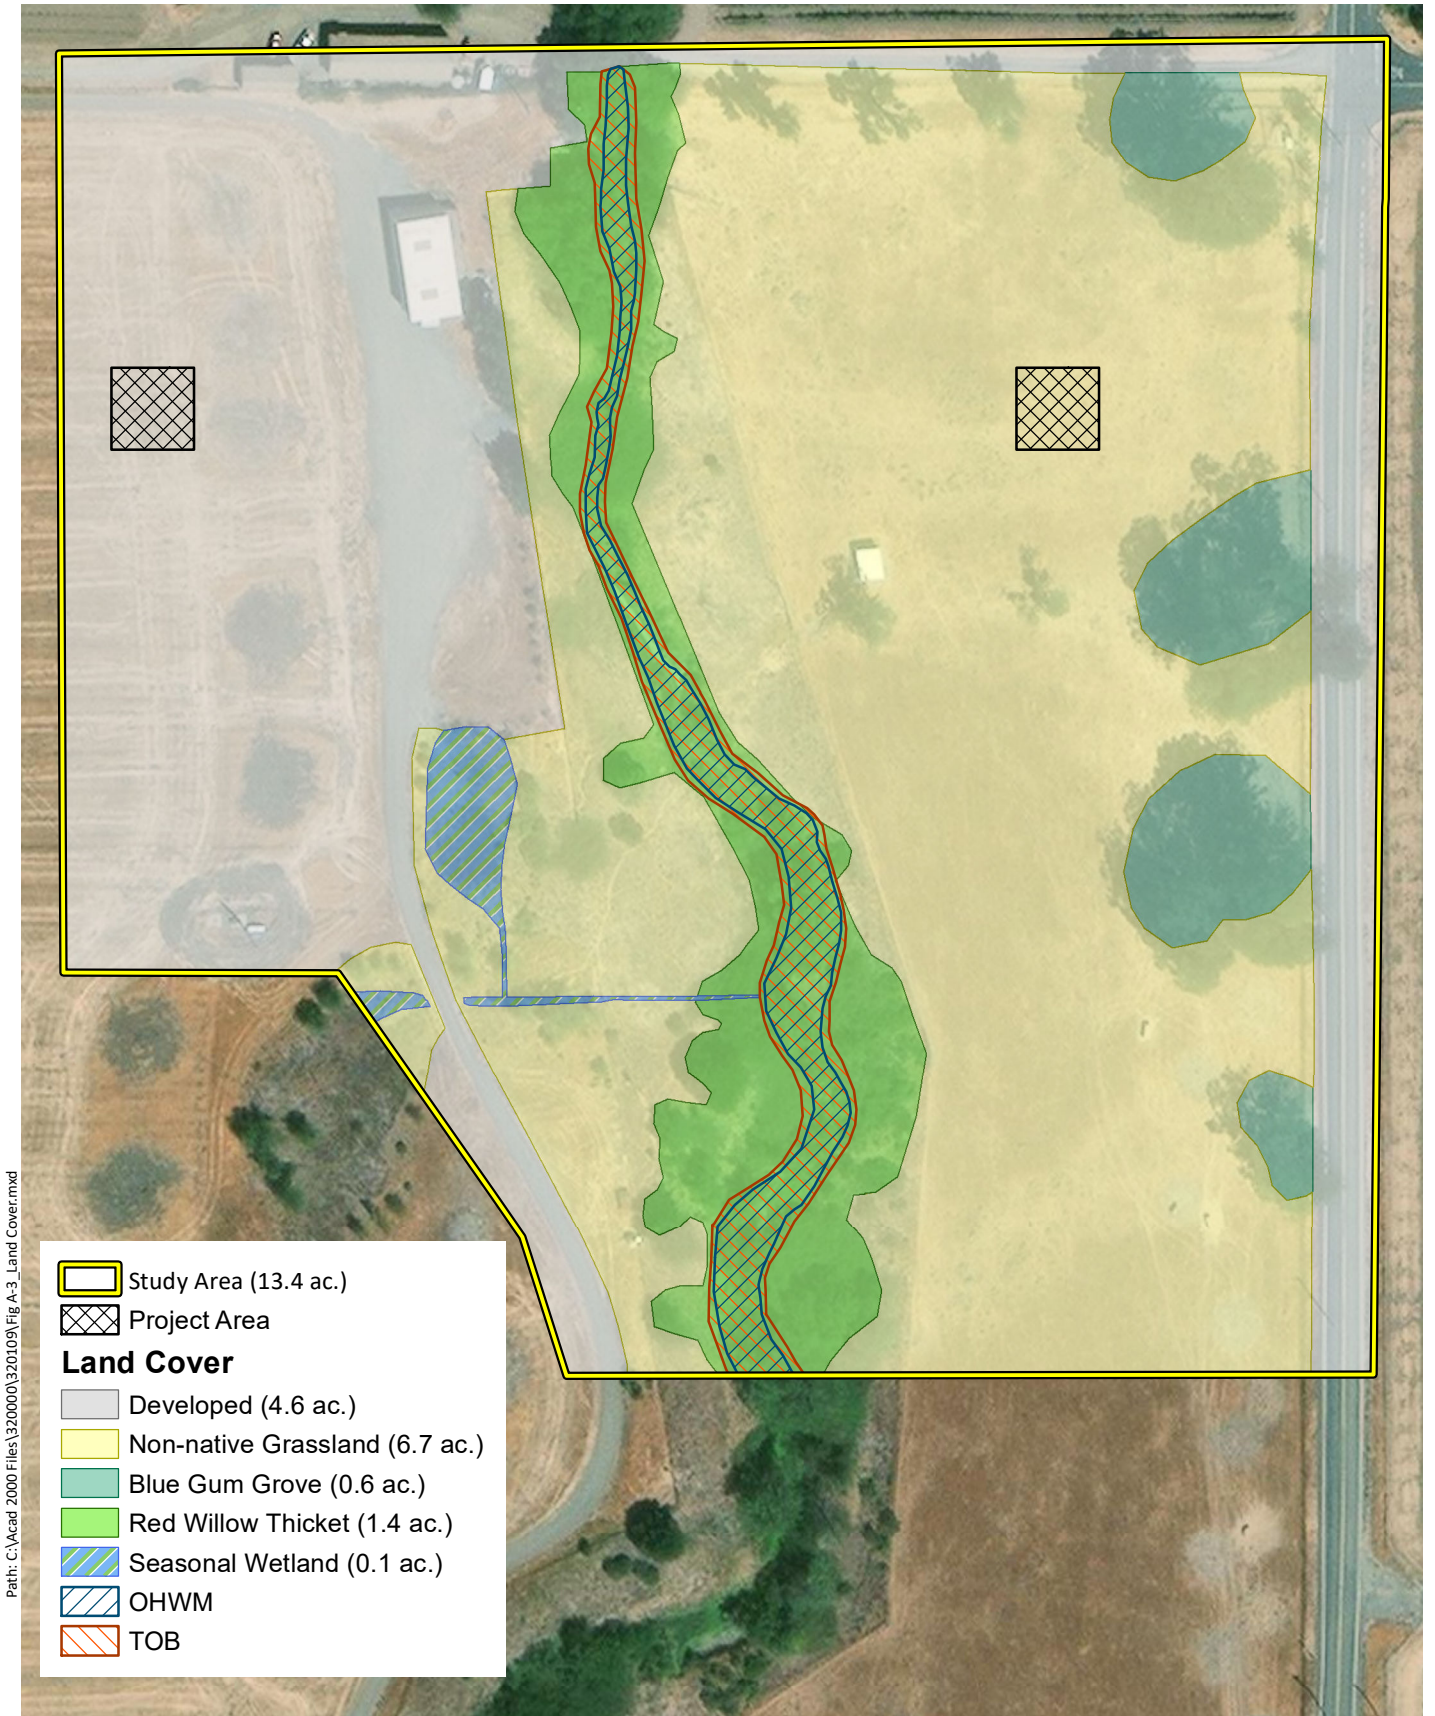 Study Area (13.4 ac.)
Project Area
Land Cover
Developed (4.6 ac.)
Non-native Grassland (6.7 ac.)
Blue Gum Grove (0.6 ac.)
Red Willow Thicket (1.4 ac.)
Seasonal Wetland (0.1 ac.)
OHWM
TOB
Path: C:\Acad 2000 Files\320000\320109\Fig A-3_Land Cover.mxd